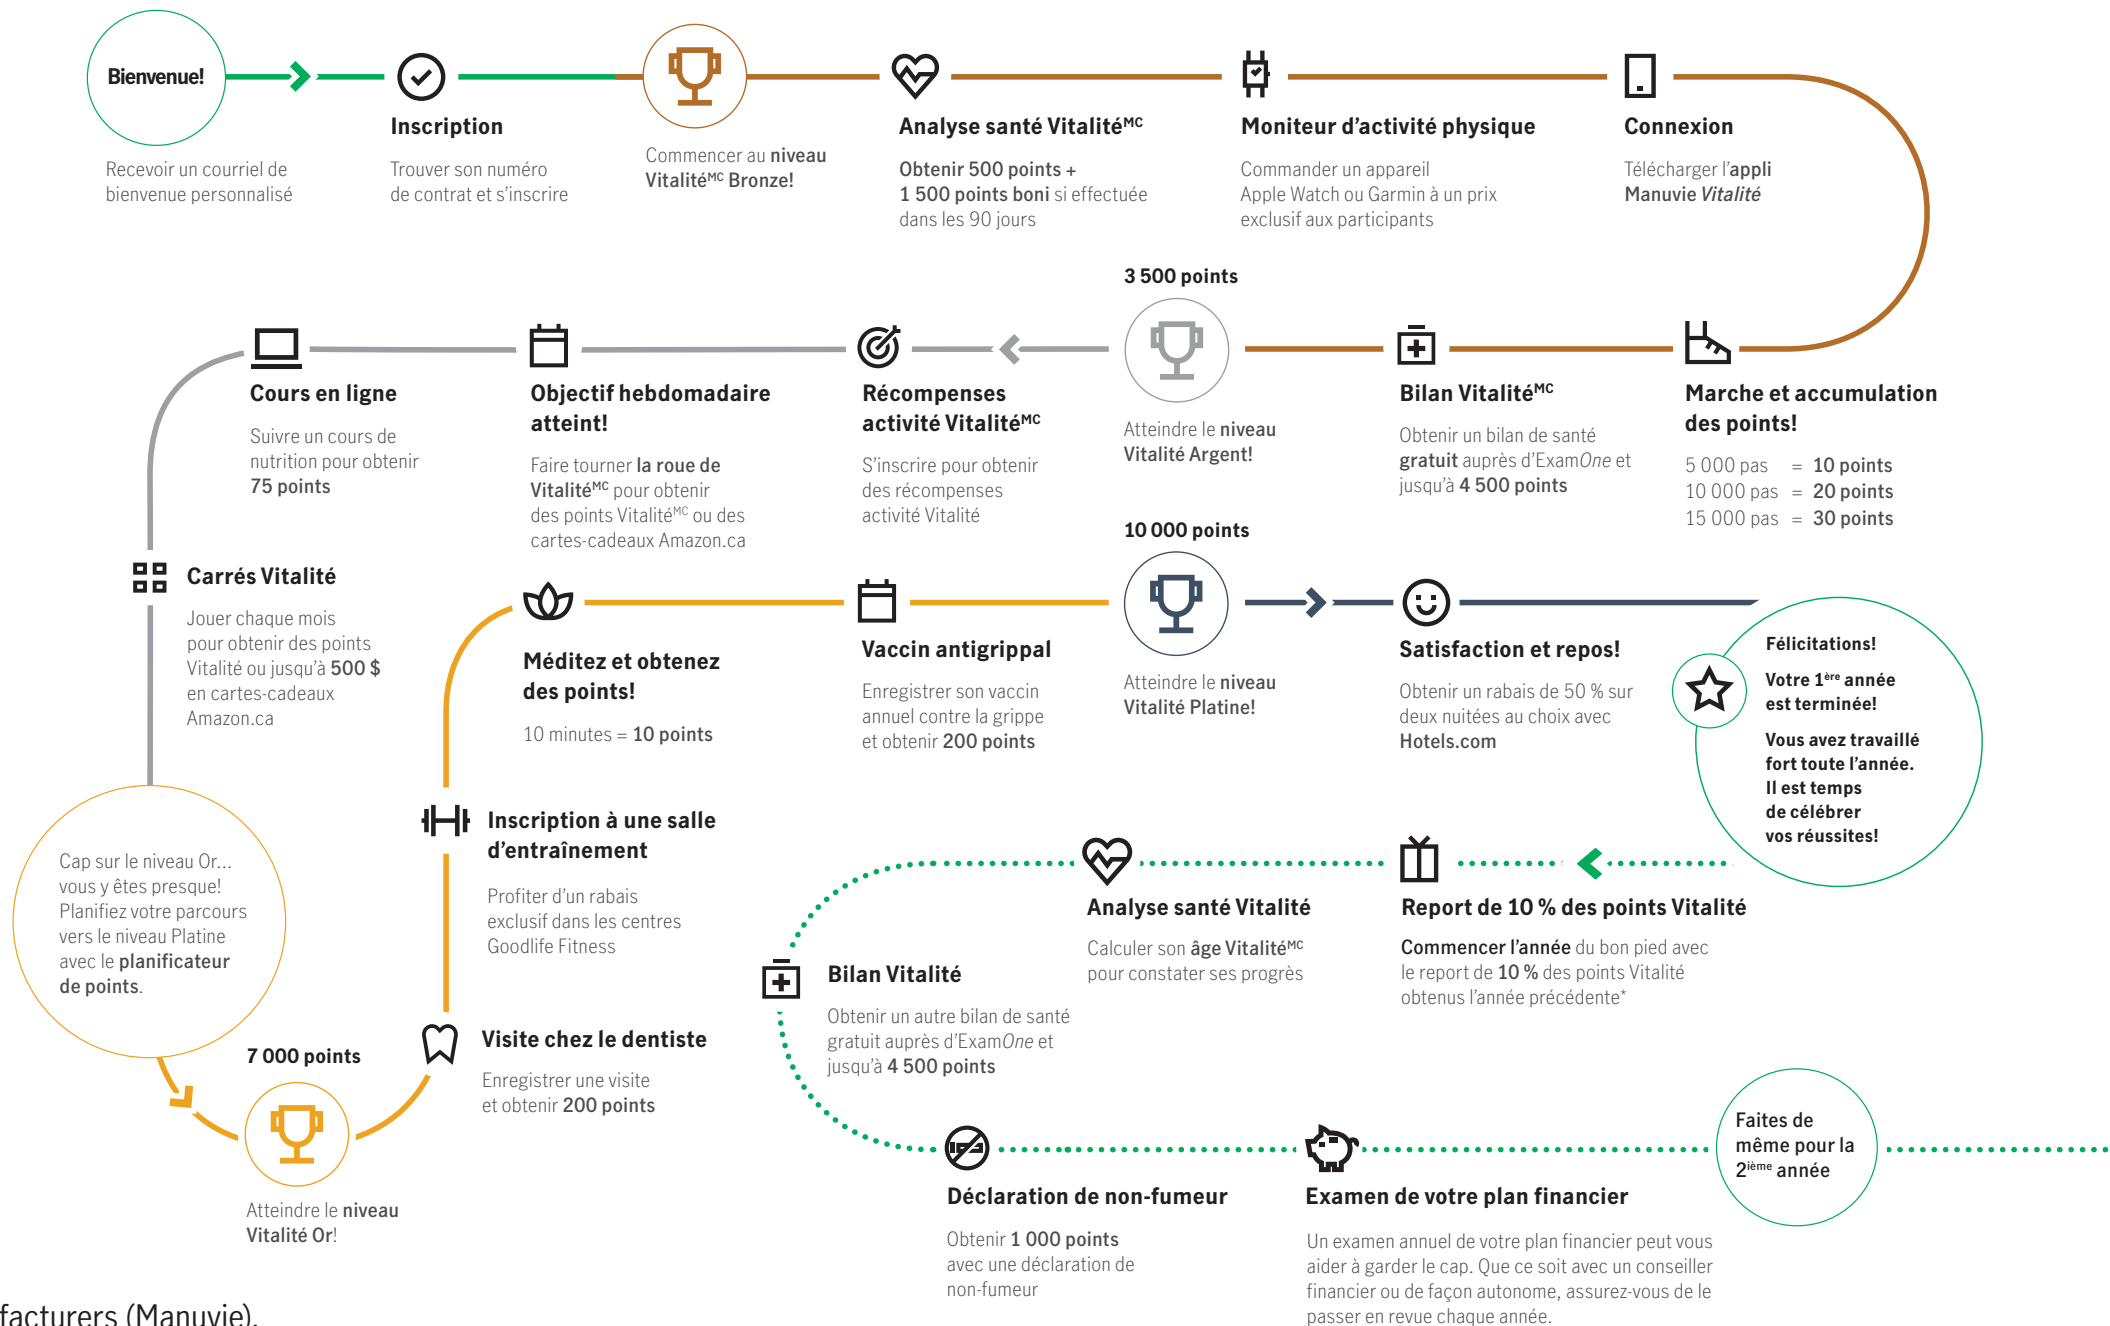 Bienvenue!
Recevoir un courriel de
bienvenue personnalisé
Inscription
Trouver son numéro
de contrat et s'inscrire
Commencer au niveau
Vitalité^MC Bronze!
Analyse santé Vitalité^MC
Obtenir 500 points +
1 500 points boni si effectuée
dans les 90 jours
Moniteur d'activité physique
Commander un appareil
Apple Watch ou Garmin à un prix
exclusif aux participants
Connexion
Télécharger l'appli
Manuvie Vitalité
Marche et accumulation
des points!
5 000 pas = 10 points
10 000 pas = 20 points
15 000 pas = 30 points
Bilan Vitalité^MC
Obtenir un bilan de santé
gratuit auprès d'ExamOne et
jusqu'à 4 500 points
3 500 points
Atteindre le niveau
Vitalité Argent!
Récompenses
activité Vitalité^MC
S'inscrire pour obtenir
des récompenses
activité Vitalité
Objectif hebdomadaire
atteint!
Faire tourner la roue de
Vitalité^MC pour obtenir
des points Vitalité^MC ou des
cartes-cadeaux Amazon.ca
Cours en ligne
Suivre un cours de
nutrition pour obtenir
75 points
Carrés Vitalité
Jouer chaque mois
pour obtenir des points
Vitalité ou jusqu'à 500 $
en cartes-cadeaux
Amazon.ca
Cap sur le niveau Or...
vous y êtes presque!
Planifiez votre parcours
vers le niveau Platine
avec le planificateur
de points.
7 000 points
Atteindre le niveau
Vitalité Or!
Visite chez le dentiste
Enregistrer une visite
et obtenir 200 points
Inscription à une salle
d'entraînement
Profiter d'un rabais
exclusif dans les centres
Goodlife Fitness
Méditez et obtenez
des points!
10 minutes = 10 points
Vaccin antigrippal
Enregistrer son vaccin
annuel contre la grippe
et obtenir 200 points
10 000 points
Atteindre le niveau
Vitalité Platine!
Satisfaction et repos!
Obtenir un rabais de 50 % sur
deux nuitées au choix avec
Hotels.com
Félicitations!
Votre 1^ère année
est terminée!
Vous avez travaillé
fort toute l'année.
Il est temps
de célébrer
vos réussites!
Report de 10 % des points Vitalité
Commencer l'année du bon pied avec
le report de 10 % des points Vitalité
obtenus l'année précédente*
Analyse santé Vitalité
Calculer son âge Vitalité^MC
pour constater ses progrès
Bilan Vitalité
Obtenir un autre bilan de santé
gratuit auprès d'ExamOne et
jusqu'à 4 500 points
Déclaration de non-fumeur
Obtenir 1 000 points
avec une déclaration de
non-fumeur
Examen de votre plan financier
Un examen annuel de votre plan financier peut vous
aider à garder le cap. Que ce soit avec un conseiller
financier ou de façon autonome, assurez-vous de le
passer en revue chaque année.
Faites de
même pour la
2^ième année
facturers (Manuvie).